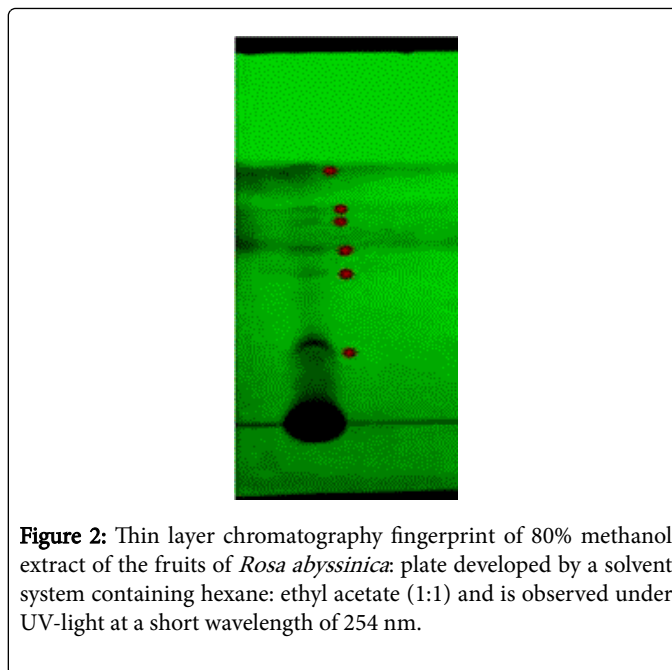 Figure 2: Thin layer chromatography fingerprint of 80% methanol
extract of the fruits of Rosa abyssinica: plate developed by a solvent
system containing hexane: ethyl acetate (1:1) and is observed under
UV-light at a short wavelength of 254 nm.